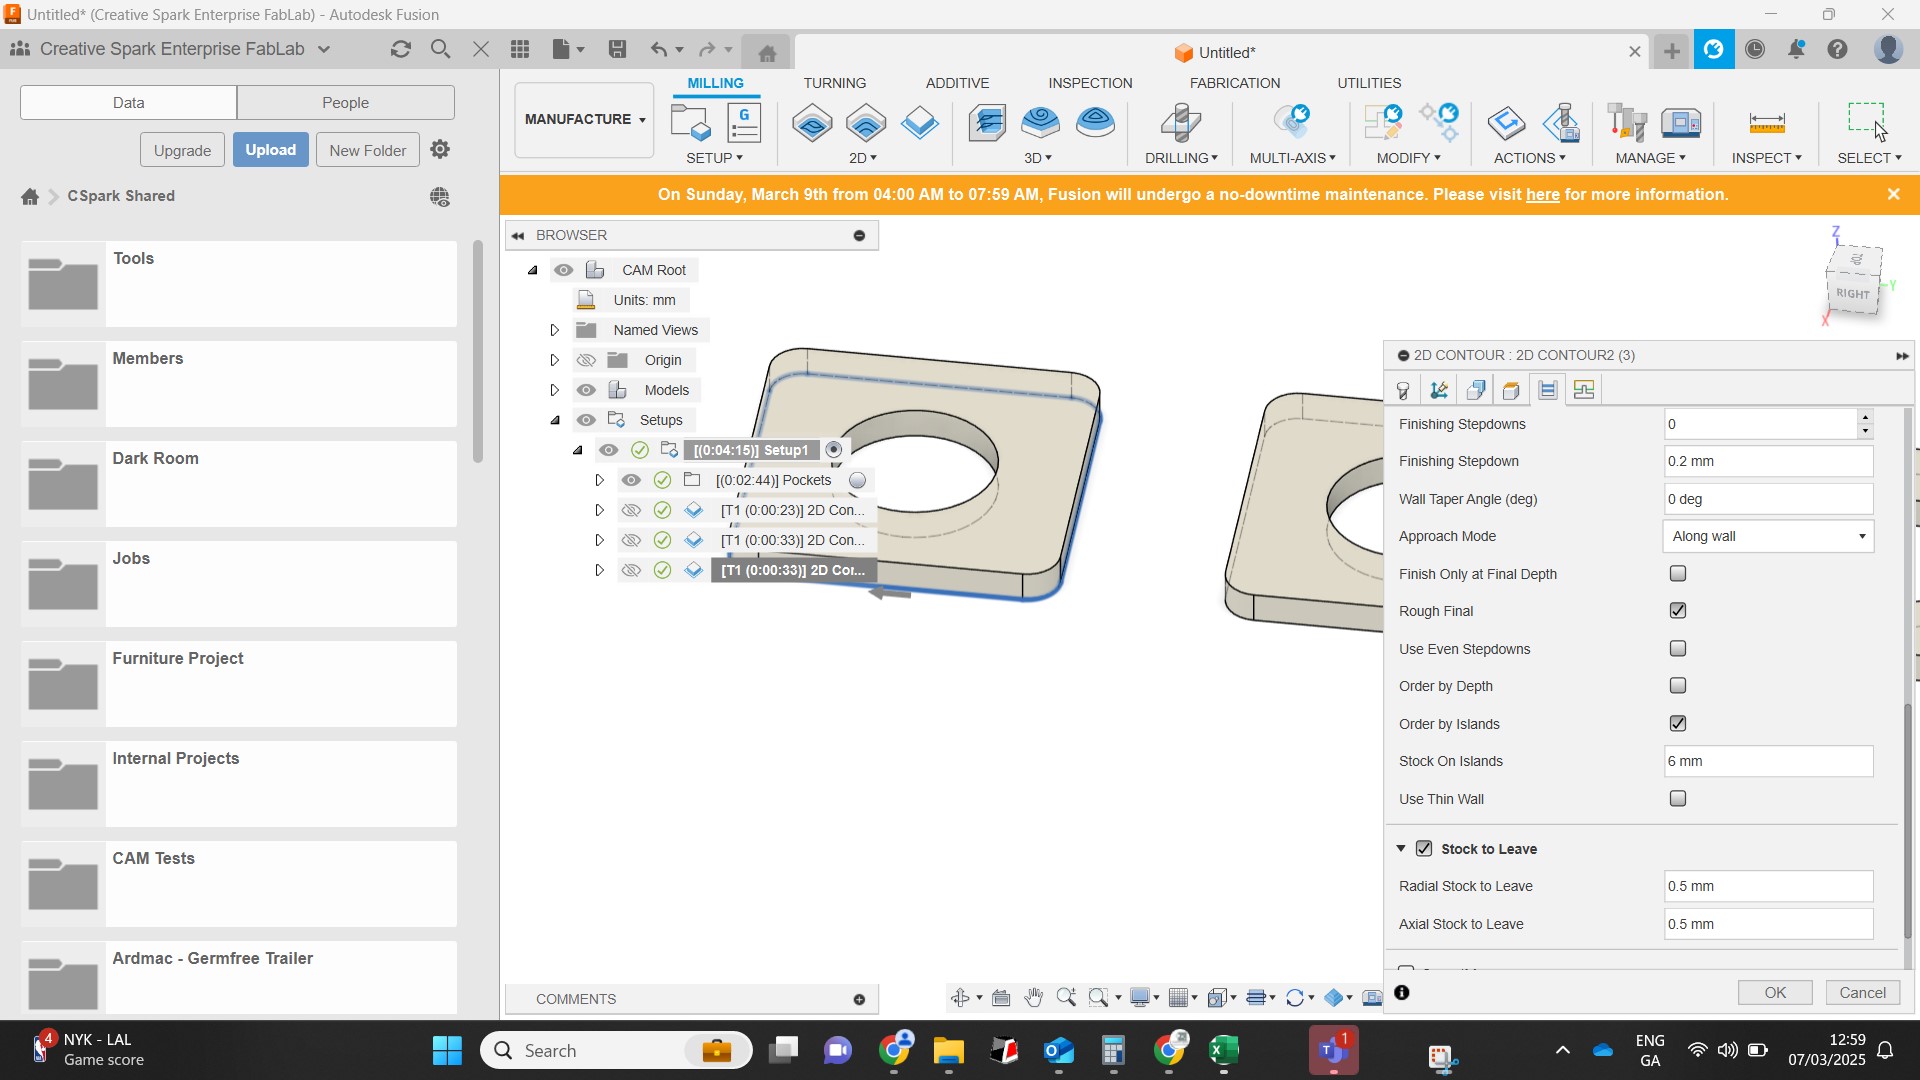 Untitled* (Creative Spark Enterprise FabLab) - Autodesk Fusion
Creative Spark Enterprise FabLab
Untitled*
Data
People
Upgrade
Upload
New Folder
CSpark Shared
Tools
Members
Dark Room
Jobs
Furniture Project
Internal Projects
CAM Tests
Ardmac - Germfree Trailer
MILLING
TURNING
ADDITIVE
INSPECTION
FABRICATION
UTILITIES
MANUFACTURE
G
SETUP
2D
3D
DRILLING
MULTI-AXIS
MODIFY
ACTIONS
MANAGE
INSPECT
SELECT
On Sunday, March 9th from 04:00 AM to 07:59 AM, Fusion will undergo a no-downtime maintenance. Please visit here for more information.
BROWSER
CAM Root
Units: mm
Named Views
Origin
Models
Setups
[(0:04:15)] Setup1
[(0:02:44)] Pockets
[T1 (0:00:23)] 2D Con...
[T1 (0:00:33)] 2D Con...
[T1 (0:00:33)] 2D Cor...
Z
RIGHT
Y
X
2D CONTOUR : 2D CONTOUR2 (3)
Finishing Stepdowns
0
Finishing Stepdown
0.2 mm
Wall Taper Angle (deg)
0 deg
Approach Mode
Along wall
Finish Only at Final Depth
Rough Final
Use Even Stepdowns
Order by Depth
Order by Islands
Stock On Islands
6 mm
Use Thin Wall
Stock to Leave
Radial Stock to Leave
0.5 mm
Axial Stock to Leave
0.5 mm
OK
Cancel
COMMENTS
4
NYK - LAL
Game score
Search
1
ENG
GA
12:59
07/03/2025